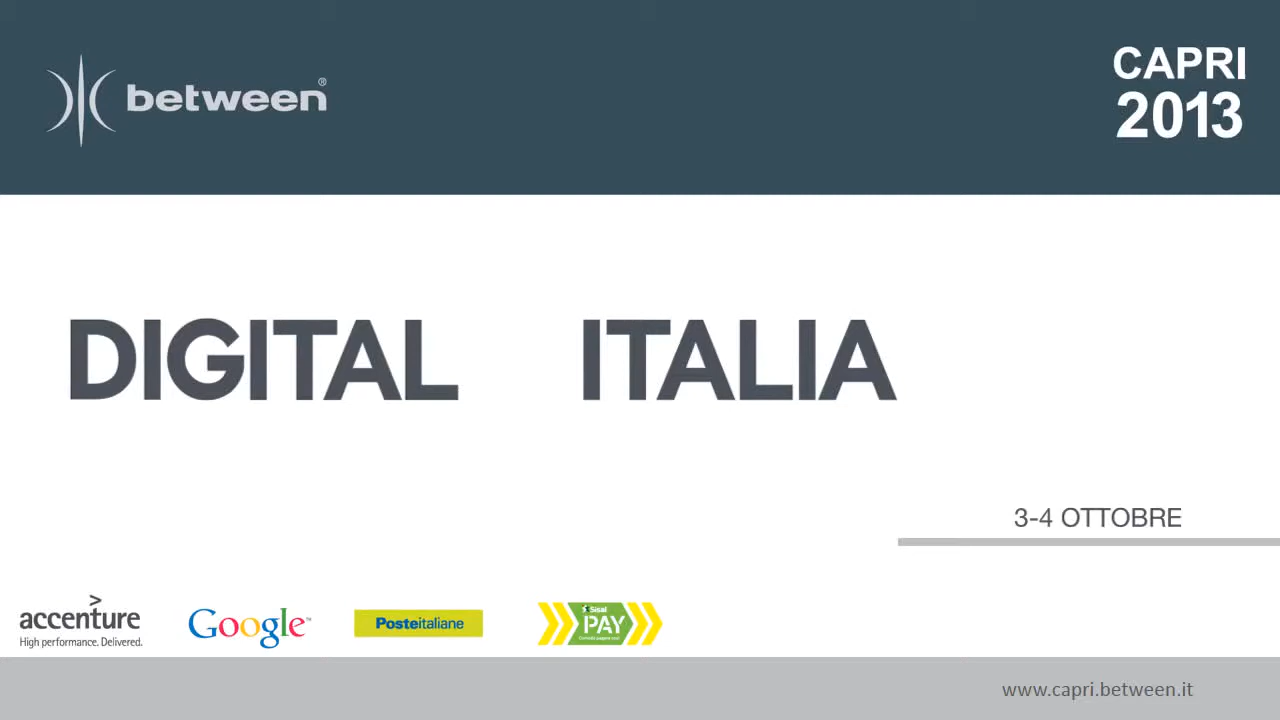 between®
CAPRI
2013
DIGITAL ITALIA
3-4 OTTOBRE
>
accenture
High performance. Delivered.
Google™
Posteitaliane
Sisal
PAY
www.capri.between.it